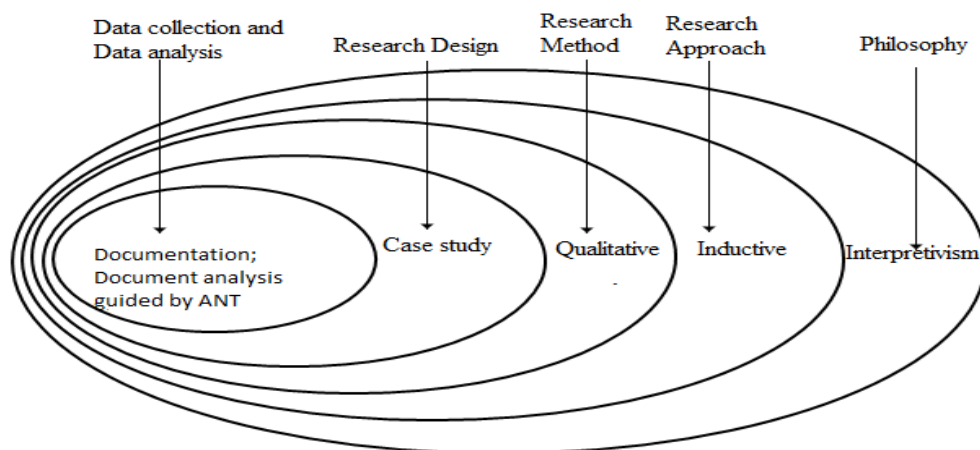 Data collection and
Data analysis
Research Design
Research
Method
Research
Approach
Philosophy
Documentation;
Document analysis
guided by ANT
Case study
Qualitative
Inductive
Interpretivism